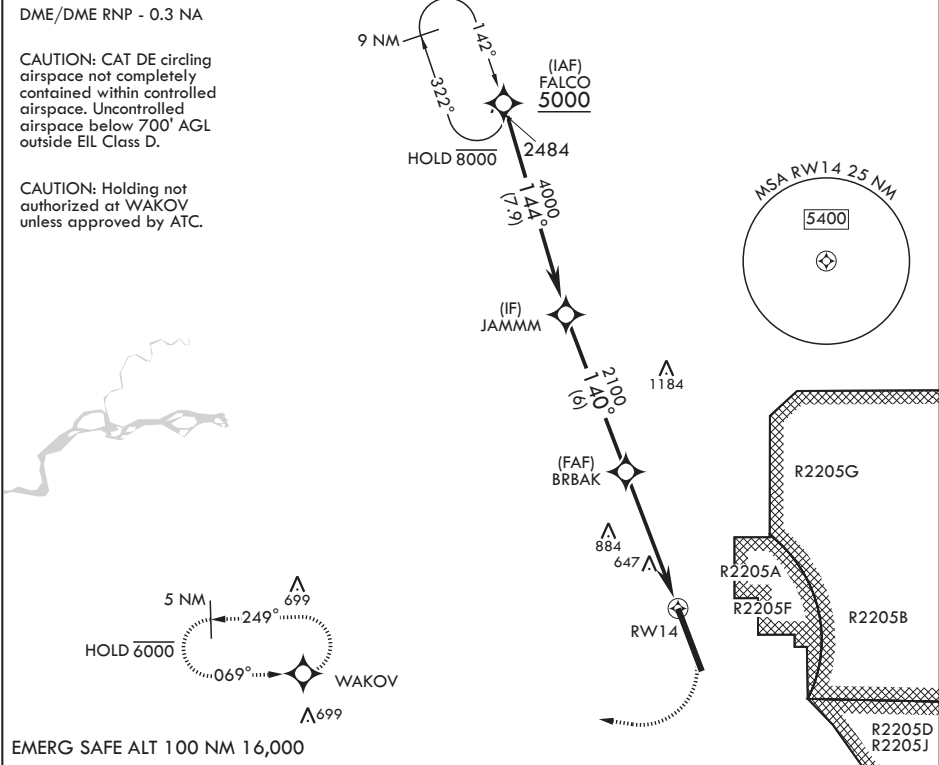 DME/DME RNP - 0.3 NA
CAUTION: CAT DE circling
airspace not completely
contained within controlled
airspace. Uncontrolled
airspace below 700' AGL
outside EIL Class D.
CAUTION: Holding not
authorized at WAKOV
unless approved by ATC.
9 NM
142°
322°
(IAF)
FALCO
5000
HOLD 8000
2484
4000
144°
(7.9)
MSA RW14 25 NM
5400
(IF)
JAMMM
2100
140°
(6)
1184
(FAF)
BRBAK
R2205G
884
647
R2205A
R2205F
R2205B
RW14
5 NM
699
249°
HOLD 6000
069°
WAKOV
699
R2205D
R2205J
EMERG SAFE ALT 100 NM 16,000